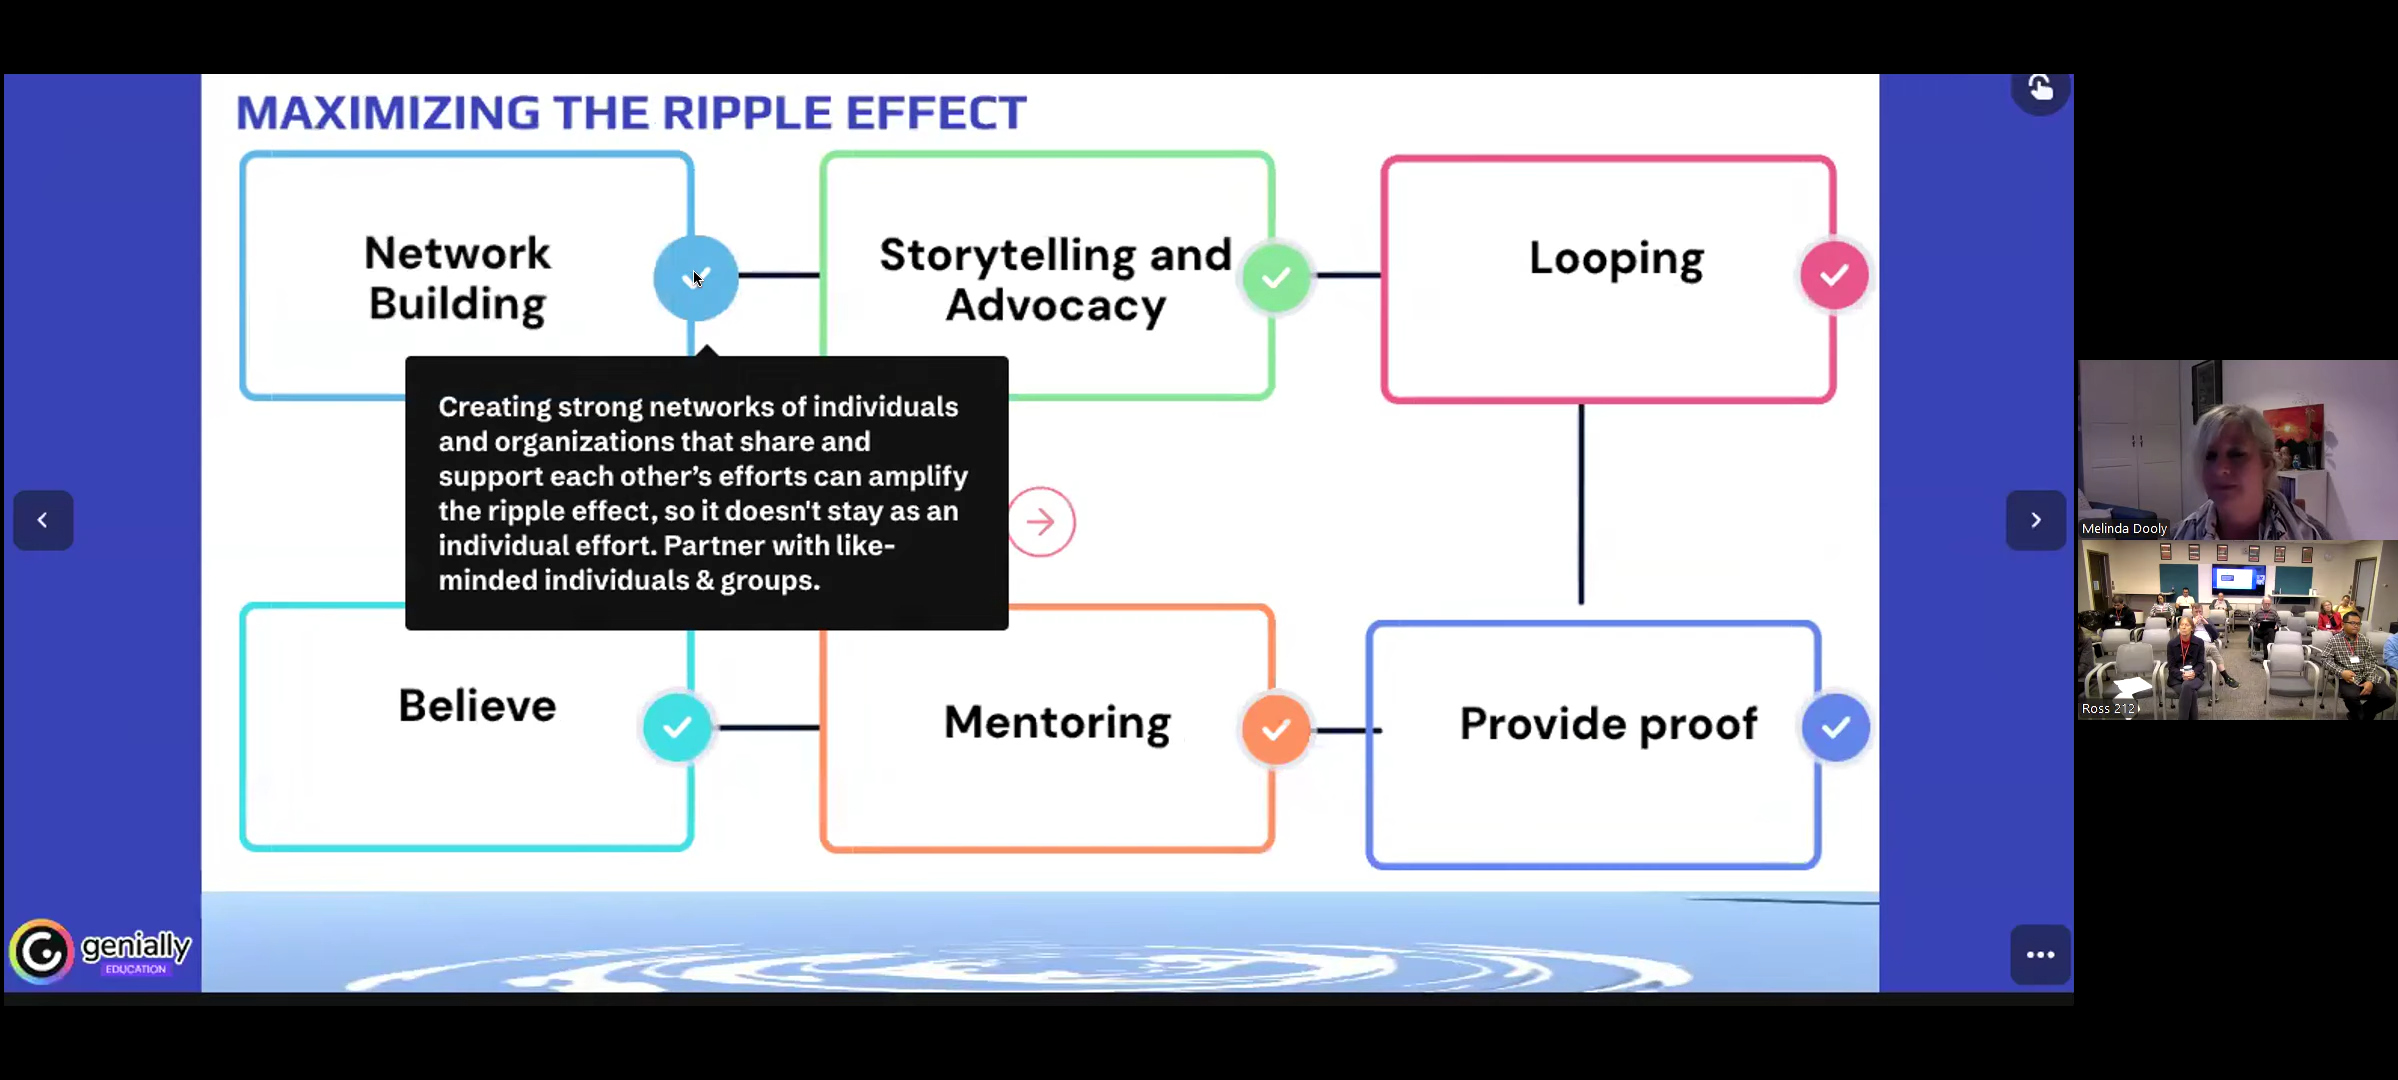 MAXIMIZING THE RIPPLE EFFECT
Network
Building
Storytelling and
Advocacy
Looping
Creating strong networks of individuals
and organizations that share and
support each other’s efforts can amplify
the ripple effect, so it doesn't stay as an
individual effort. Partner with like-
minded individuals & groups.
Believe
Mentoring
Provide proof
genially
EDUCATION
Melinda Dooly
Ross 212